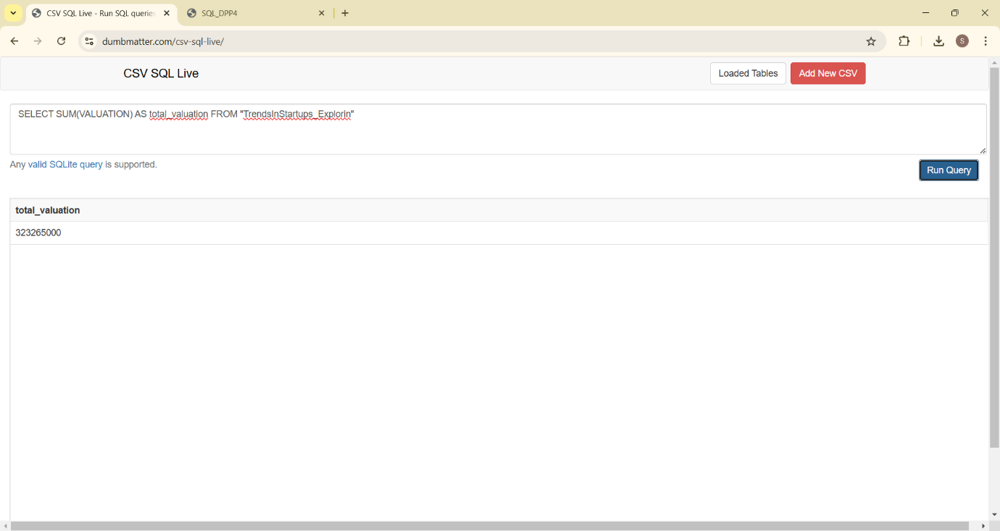 CSV SQL Live - Run SQL queries
SQL_DPP4
dumbmatter.com/csv-sql-live/
S
CSV SQL Live
Loaded Tables
Add New CSV
SELECT SUM(VALUATION) AS total_valuation FROM "TrendsInStartups_Explorin"
Any valid SQLite query is supported.
Run Query
total_valuation
323265000